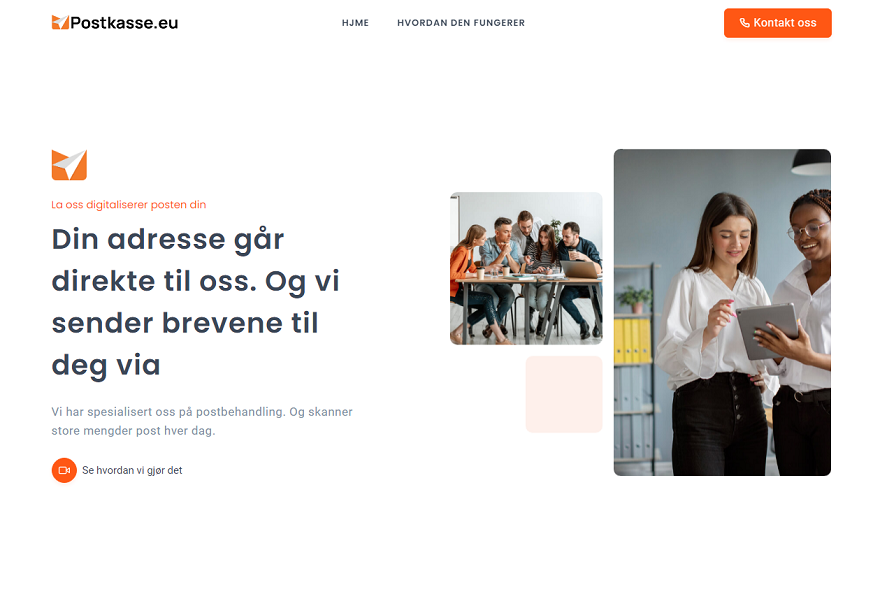 Postkasse.eu
HJME
HVORDAN DEN FUNGERER
Kontakt oss
La oss digitaliserer posten din
Din adresse går
direkte til oss. Og vi
sender brevene til
deg via
Vi har spesialisert oss på postbehandling. Og skanner
store mengder post hver dag.
Se hvordan vi gjør det